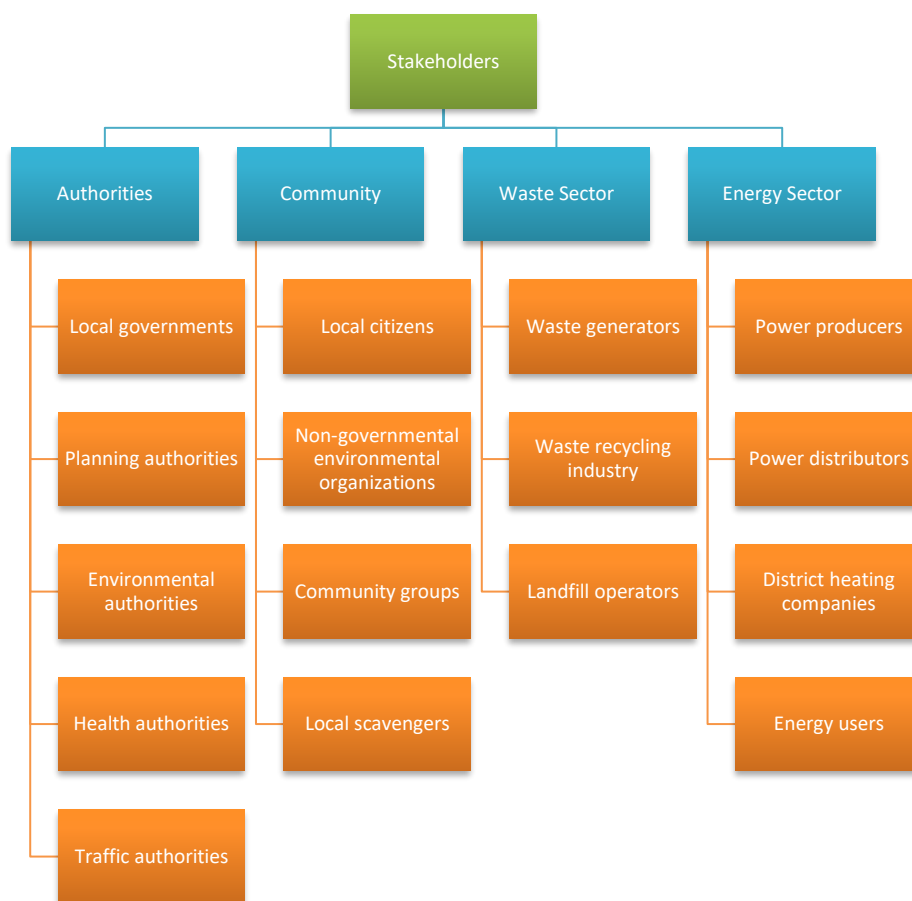 Stakeholders
Authorities
Community
Waste Sector
Energy Sector
Local governments
Local citizens
Waste generators
Power producers
Planning authorities
Non-governmental
environmental
organizations
Waste recycling
industry
Power distributors
Environmental
authorities
Community groups
Landfill operators
District heating
companies
Health authorities
Local scavengers
Energy users
Traffic authorities